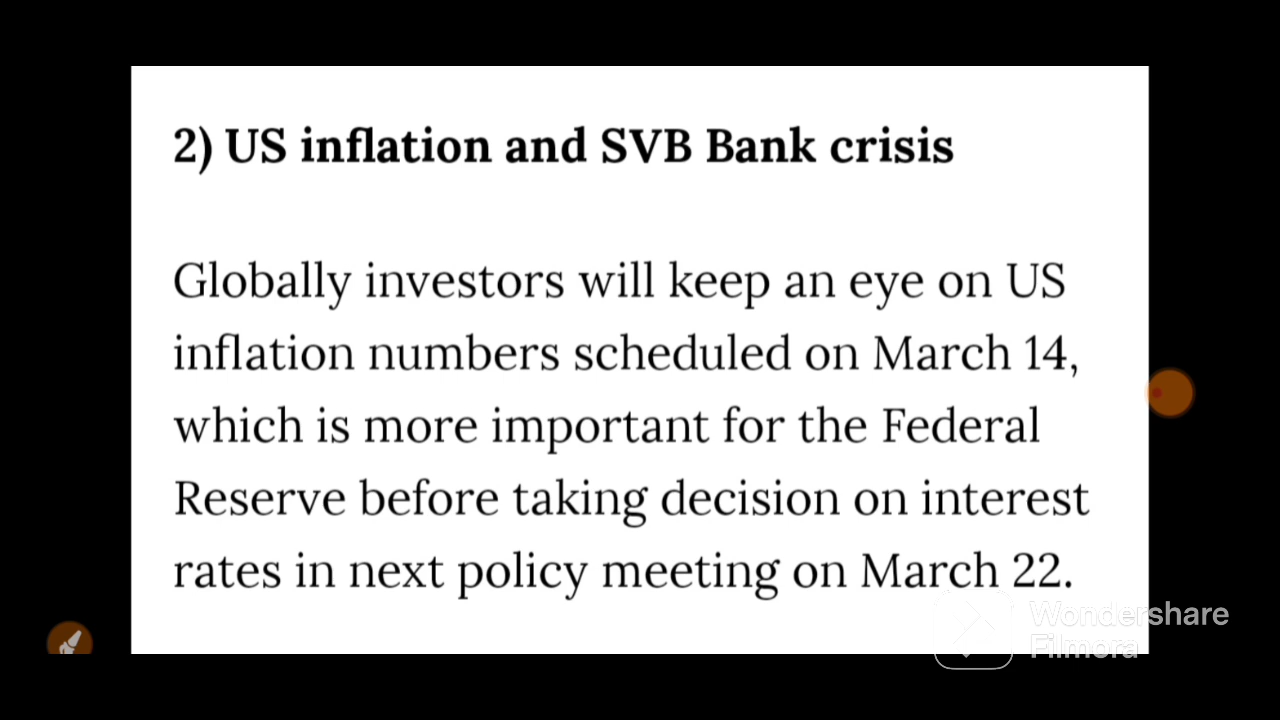 2) US inflation and SVB Bank crisis
Globally investors will keep an eye on US
inflation numbers scheduled on March 14,
which is more important for the Federal
Reserve before taking decision on interest
rates in next policy meeting on March 22.
Wondershare
Filmora